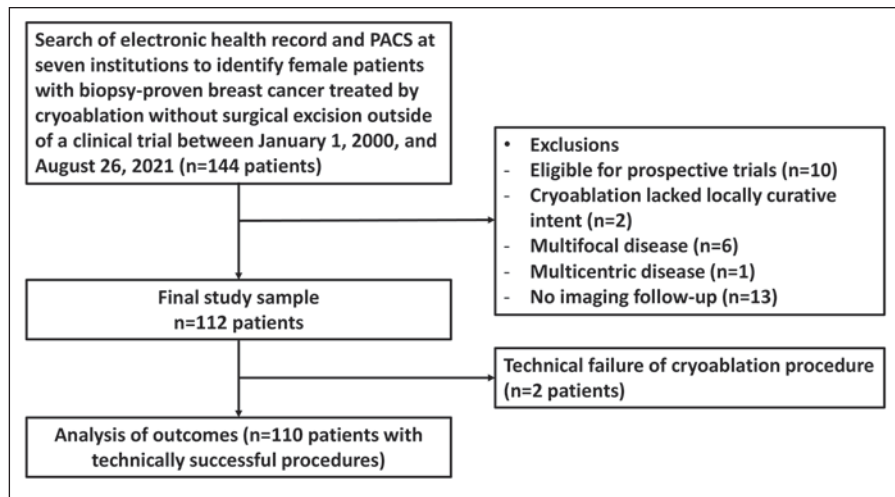 Search of electronic health record and PACS at
seven institutions to identify female patients
with biopsy-proven breast cancer treated by
cryoablation without surgical excision outside
of a clinical trial between January 1, 2000, and
August 26, 2021 (n=144 patients)
• Exclusions
- Eligible for prospective trials (n=10)
- Cryoablation lacked locally curative
intent (n=2)
- Multifocal disease (n=6)
- Multicentric disease (n=1)
- No imaging follow-up (n=13)
Final study sample
n=112 patients
Technical failure of cryoablation procedure
(n=2 patients)
Analysis of outcomes (n=110 patients with
technically successful procedures)